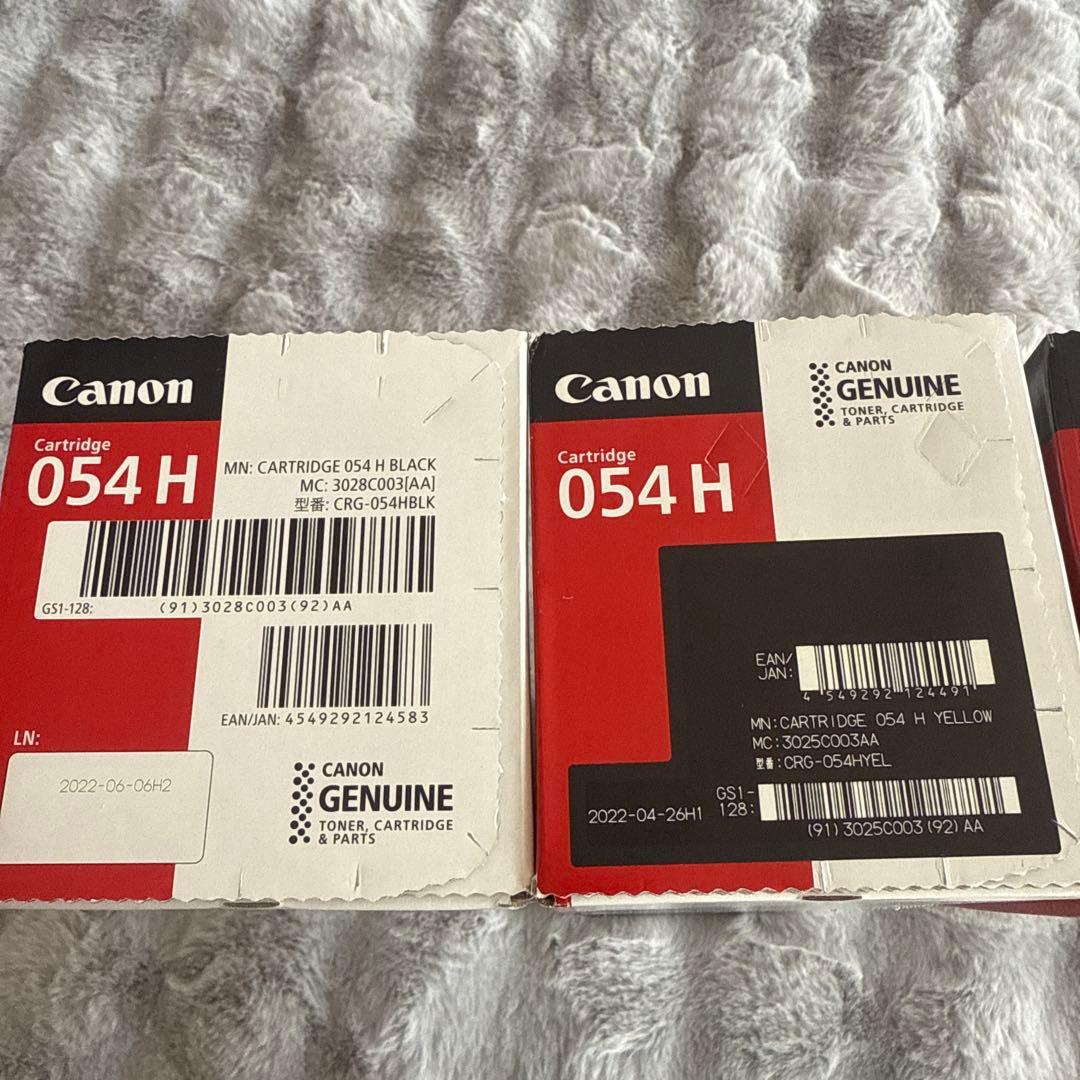 Canon
Cartridge
054 H
MN: CARTRIDGE 054 H BLACK
MC: 3028C003[AA]
型番: CRG-054HBLK
GS1-128:
(91)3028C003(92)AA
EAN/JAN: 4549292124583
LN:
2022-06-06H2
CANON
GENUINE
TONER, CARTRIDGE
& PARTS
Canon
Cartridge
054 H
CANON
GENUINE
TONER, CARTRIDGE
& PARTS
EAN/
JAN:
4 549292 124491
MN:CARTRIDGE 054 H YELLOW
MC:3025C003AA
型番:CRG-054HYEL
2022-04-26H1
GS1-
128:
(91)3025C003(92)AA